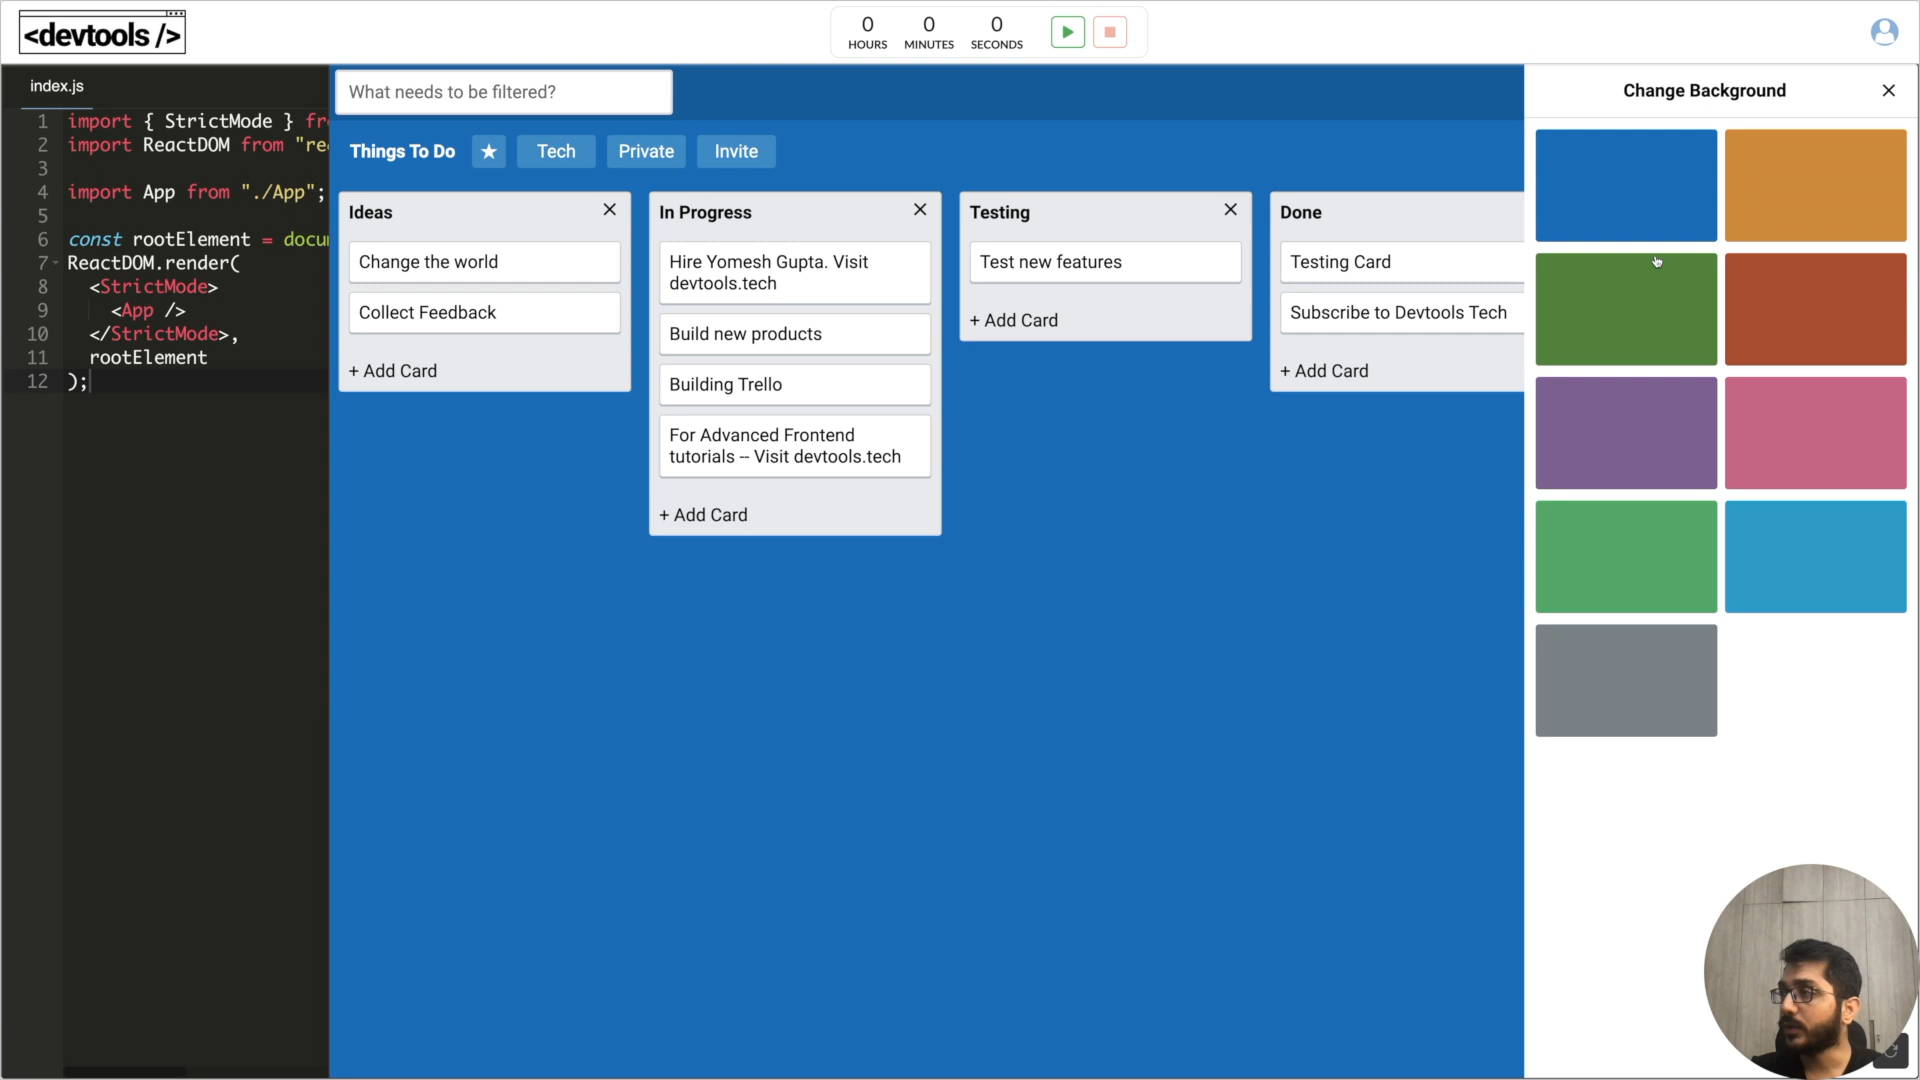 <devtools />
0 0 0
HOURS MINUTES SECONDS
index.js
1 import { StrictMode } fr
2 import ReactDOM from "re
3
4 import App from "./App";
5
6 const rootElement = docu
7 ReactDOM.render(
8 <StrictMode>
9 <App />
10 </StrictMode>,
11 rootElement
12 );
What needs to be filtered?
Things To Do ★ Tech Private Invite
Ideas
Change the world
Collect Feedback
+ Add Card
In Progress
Hire Yomesh Gupta. Visit
devtools.tech
Build new products
Building Trello
For Advanced Frontend
tutorials -- Visit devtools.tech
+ Add Card
Testing
Test new features
+ Add Card
Done
Testing Card
Subscribe to Devtools Tech
+ Add Card
Change Background